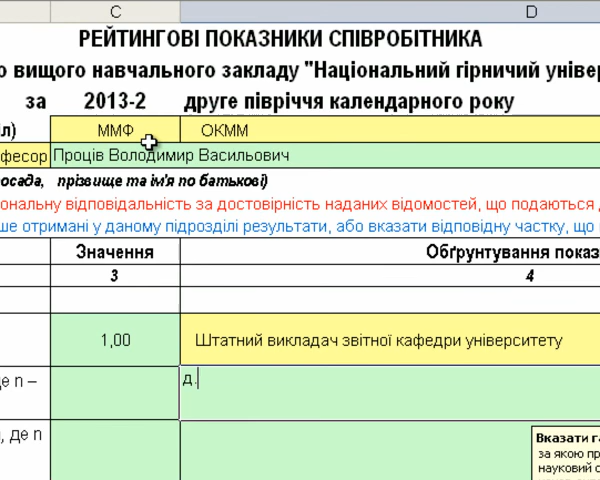 C D
РЕЙТИНГОВІ ПОКАЗНИКИ СПІВРОБІТНИКА
о вищого навчального закладу "Національний гірничий уніве
за 2013-2 друге півріччя календарного року
л) ММФ ОКММ
фесор Проців Володимир Васильович
осада, прізвище та ім'я по батькові)
ональну відповідальність за достовірність наданих відомостей, що подаються
ше отримані у даному підрозділі результати, або вказати відповідну частку, що
Значення Обґрунтування показ
3 4
1,00 Штатний викладач звітної кафедри університету
де n – д.
, де n
Вказати г
за якою пр
науковий с